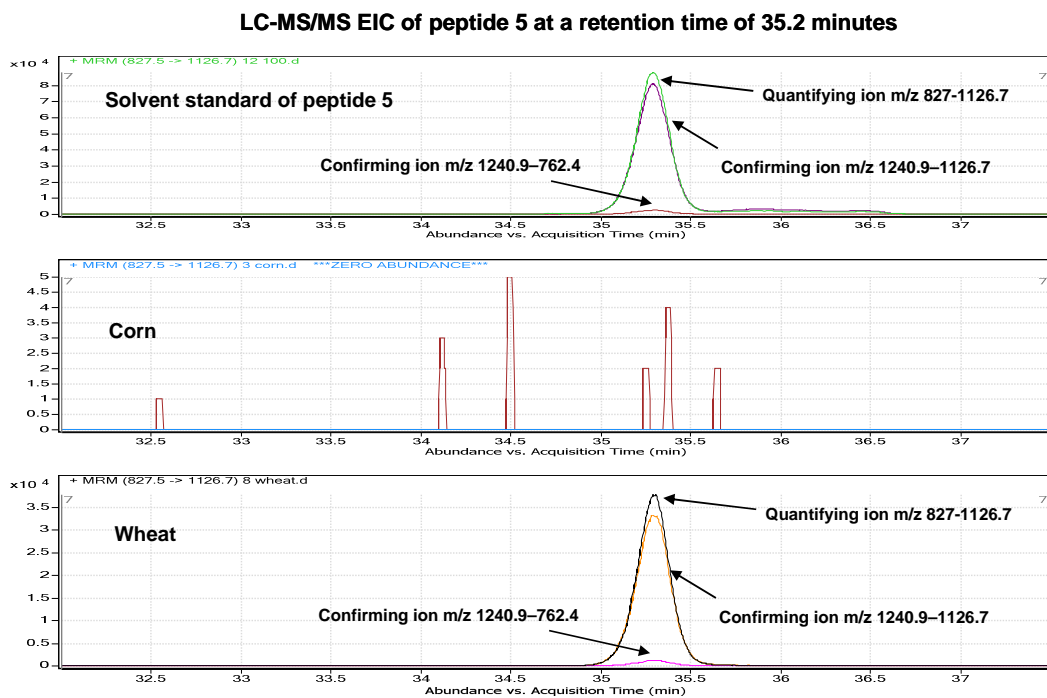 LC-MS/MS EIC of peptide 5 at a retention time of 35.2 minutes
x10 4
+ MRM (827.5 -> 1126.7) 12 100.d
7
7
8
7
6
5
4
3
2
1
0
Solvent standard of peptide 5
Quantifying ion m/z 827-1126.7
Confirming ion m/z 1240.9–762.4
Confirming ion m/z 1240.9–1126.7
32.5 33 33.5 34 34.5 35 35.5 36 36.5 37
Abundance vs. Acquisition Time (min)
+ MRM (827.5 -> 1126.7) 3 corn.d ***ZERO ABUNDANCE***
7
7
5
4.5
4
3.5
3
2.5
2
1.5
1
0.5
0
Corn
32.5 33 33.5 34 34.5 35 35.5 36 36.5 37
Abundance vs. Acquisition Time (min)
x10 4
+ MRM (827.5 -> 1126.7) 8 wheat.d
7
7
3.5
3
2.5
2
1.5
1
0.5
0
Wheat
Quantifying ion m/z 827-1126.7
Confirming ion m/z 1240.9–762.4
Confirming ion m/z 1240.9–1126.7
32.5 33 33.5 34 34.5 35 35.5 36 36.5 37
Abundance vs. Acquisition Time (min)